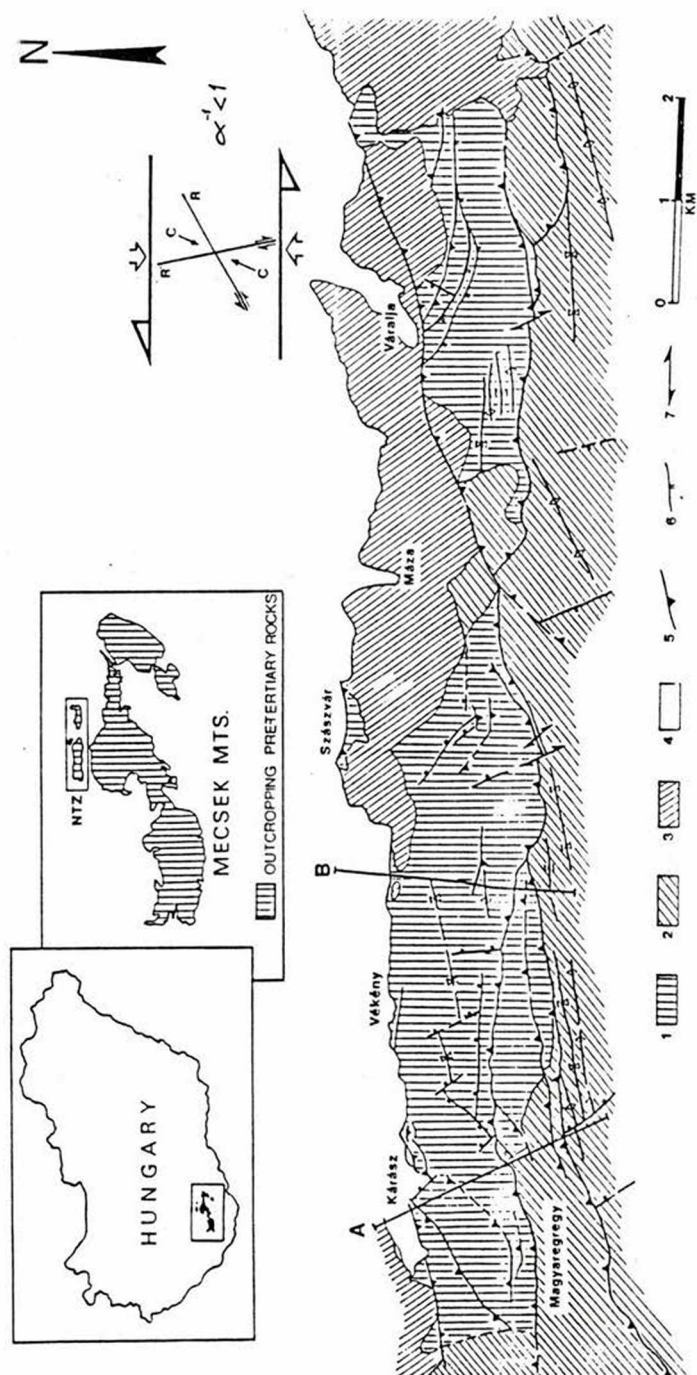 HUNGARY
NTZ
MECSEK MTS.
OUTCROPPING PRETERTIARY ROCKS
N
R
R
C
C
α⁻¹<1
A
B
Kárász
Vékény
Szászvár
Máza
Váralja
Magyaregregy
1
2
3
4
5
6
7
0
1
2
KM